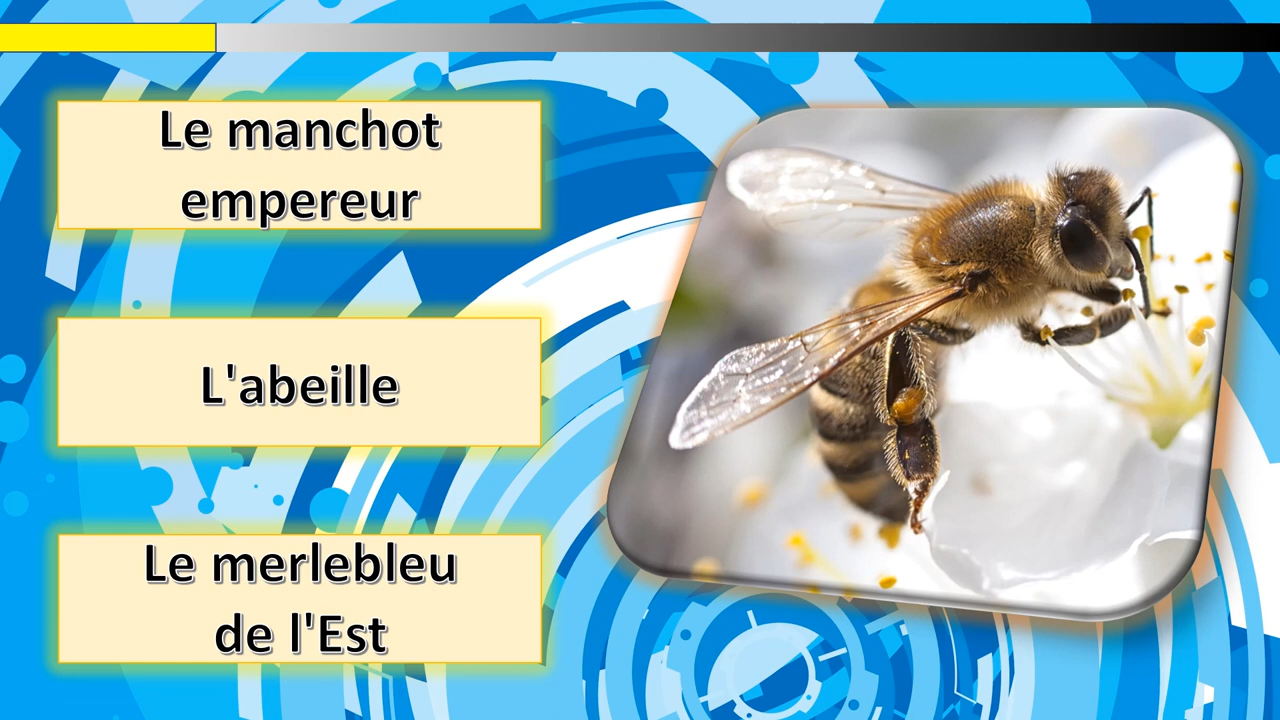 Le manchot
empereur
L'abeille
Le merlebleu
de l'Est